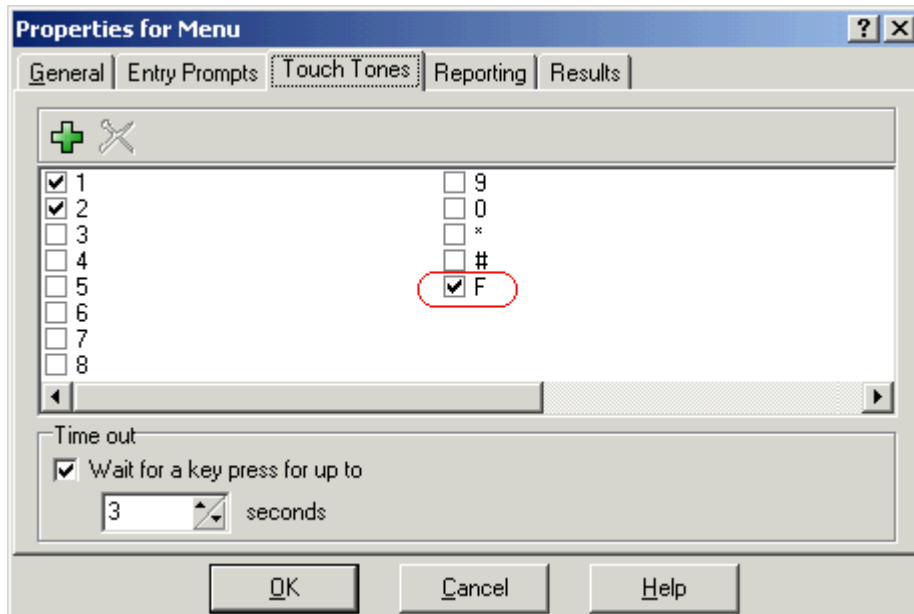 Properties for Menu
General Entry Prompts Touch Tones Reporting Results
1
2
3
4
5
6
7
8
9
0
*
#
F
Time out
Wait for a key press for up to
3 seconds
OK Cancel Help